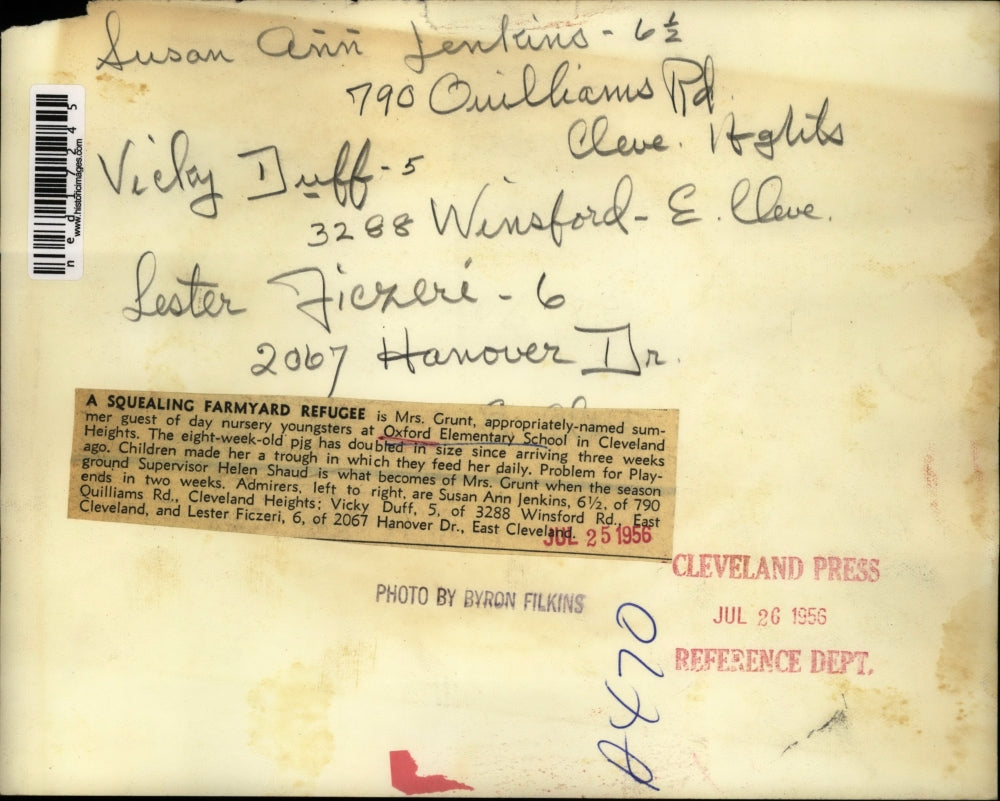 Susan Ann Jenkins - 6½
790 Quilliams Rd.
Cleve. Hghts
Vicky Duff - 5
3288 Winsford - E. Cleve.
Lester Ficzeri - 6
2067 Hanover Dr.
A SQUEALING FARMYARD REFUGEE is Mrs. Grunt, appropriately-named sum-
mer guest of day nursery youngsters at Oxford Elementary School in Cleveland
Heights. The eight-week-old pig has doubled in size since arriving three weeks
ago. Children made her a trough in which they feed her daily. Problem for Play-
ground Supervisor Helen Shaud is what becomes of Mrs. Grunt when the season
ends in two weeks. Admirers, left to right, are Susan Ann Jenkins, 6½, of 790
Quilliams Rd., Cleveland Heights; Vicky Duff, 5, of 3288 Winsford Rd., East
Cleveland, and Lester Ficzeri, 6, of 2067 Hanover Dr., East Cleveland.
JUL 25 1956
CLEVELAND PRESS
JUL 26 1956
REFERENCE DEPT.
PHOTO BY BYRON FILKINS
A470
www.historicimages.com
ned17245